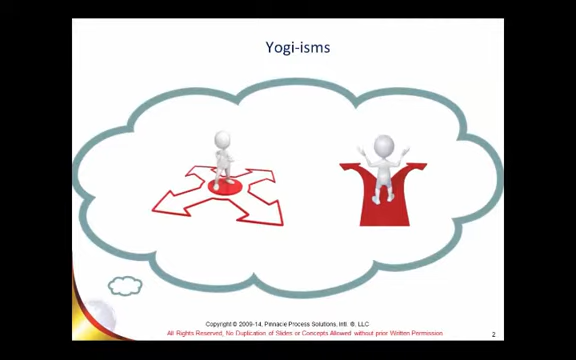 Yogi-isms
Copyright © 2009-14, Pinnacle Process Solutions, Intl. ®, LLC
All Rights Reserved, No Duplication of Slides or Concepts Allowed without prior Written Permission.
2